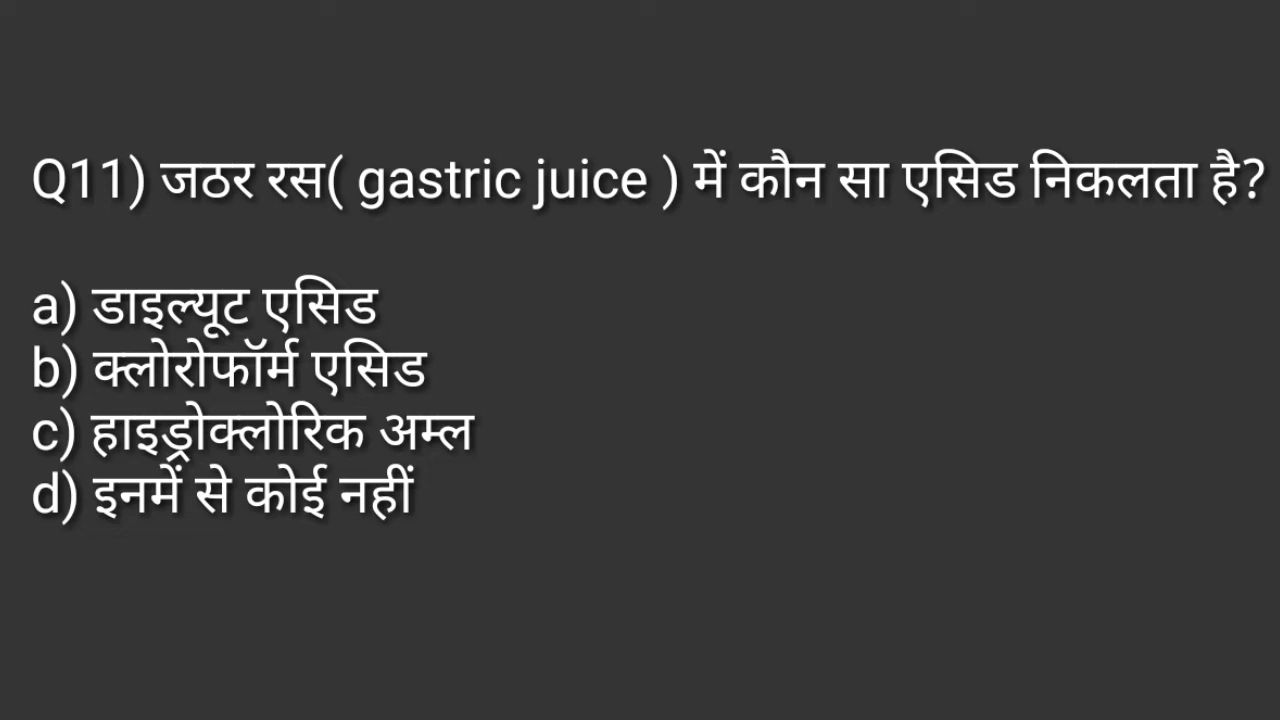 Q11) जठर रस( gastric juice ) में कौन सा एसिड निकलता है?
a) डाइल्यूट एसिड
b) क्लोरोफॉर्म एसिड
c) हाइड्रोक्लोरिक अम्ल
d) इनमें से कोई नहीं